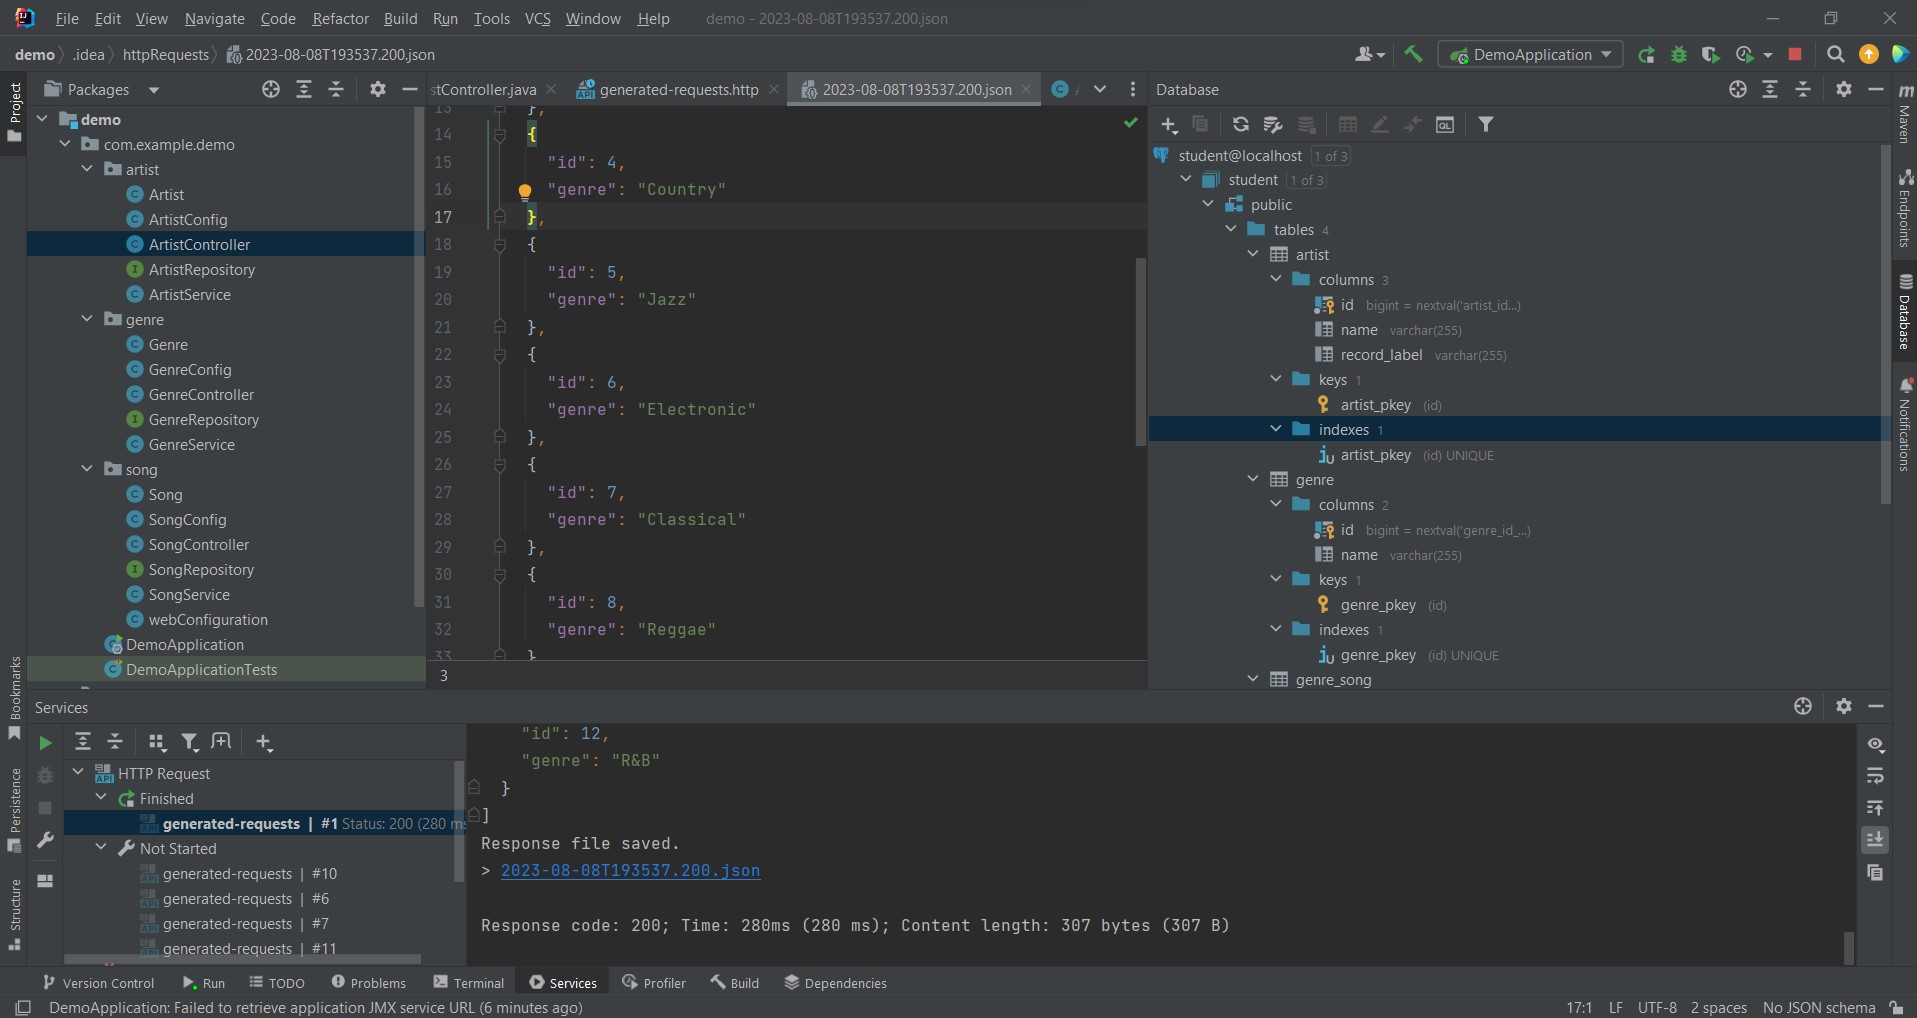 File Edit View Navigate Code Refactor Build Run Tools VCS Window Help demo - 2023-08-08T193537.200.json
demo .idea httpRequests 2023-08-08T193537.200.json
DemoApplication
Project
Packages
demo
com.example.demo
artist
Artist
ArtistConfig
ArtistController
ArtistRepository
ArtistService
genre
Genre
GenreConfig
GenreController
GenreRepository
GenreService
song
Song
SongConfig
SongController
SongRepository
SongService
webConfiguration
DemoApplication
DemoApplicationTests
stController.java generated-requests.http 2023-08-08T193537.200.json
13 },
14 {
15 "id": 4,
16 "genre": "Country"
17 },
18 {
19 "id": 5,
20 "genre": "Jazz"
21 },
22 {
23 "id": 6,
24 "genre": "Electronic"
25 },
26 {
27 "id": 7,
28 "genre": "Classical"
29 },
30 {
31 "id": 8,
32 "genre": "Reggae"
33 }
3
Database
student@localhost 1 of 3
student 1 of 3
public
tables 4
artist
columns 3
id bigint = nextval('artist_id...)
name varchar(255)
record_label varchar(255)
keys 1
artist_pkey (id)
indexes 1
artist_pkey (id) UNIQUE
genre
columns 2
id bigint = nextval('genre_id_...)
name varchar(255)
keys 1
genre_pkey (id)
indexes 1
genre_pkey (id) UNIQUE
genre_song
Maven
Endpoints
Database
Notifications
Bookmarks
Persistence
Structure
Services
HTTP Request
Finished
generated-requests | #1 Status: 200 (280 ms
Not Started
generated-requests | #10
generated-requests | #6
generated-requests | #7
generated-requests | #11
"id": 12,
"genre": "R&B"
}
]
Response file saved.
> 2023-08-08T193537.200.json
Response code: 200; Time: 280ms (280 ms); Content length: 307 bytes (307 B)
Version Control Run TODO Problems Terminal Services Profiler Build Dependencies
DemoApplication: Failed to retrieve application JMX service URL (6 minutes ago) 17:1 LF UTF-8 2 spaces No JSON schema